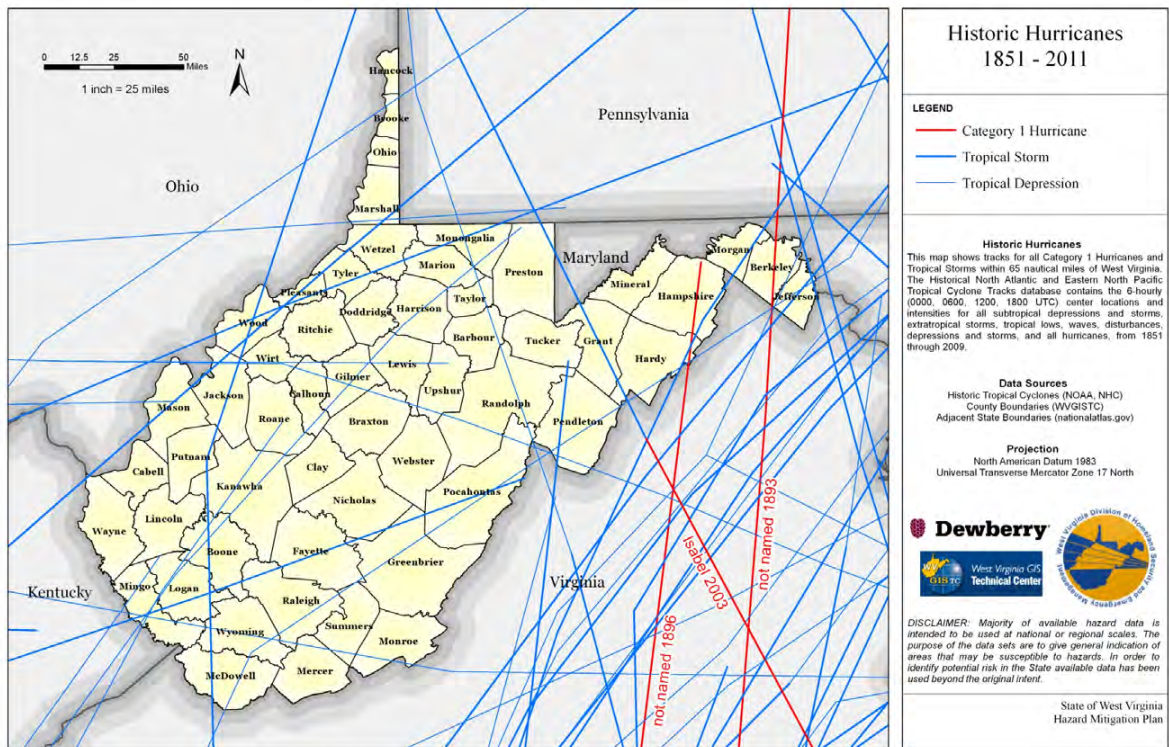 Historic Hurricanes
1851 - 2011
LEGEND
Category 1 Hurricane
Tropical Storm
Tropical Depression
Historic Hurricanes
This map shows tracks for all Category 1 Hurricanes and
Tropical Storms within 65 nautical miles of West Virginia.
The Historical North Atlantic and Eastern North Pacific
Tropical Cyclone Tracks database contains the 6-hourly
(0000, 0600, 1200, 1800 UTC) center locations and
intensities for all subtropical depressions and storms,
extratropical storms, tropical lows, waves, disturbances,
depressions and storms, and all hurricanes, from 1851
through 2009.
Data Sources
Historic Tropical Cyclones (NOAA, NHC)
County Boundaries (WVGISTC)
Adjacent State Boundaries (nationalatlas.gov)
Projection
North American Datum 1983
Universal Transverse Mercator Zone 17 North
Dewberry
West Virginia Division of Homeland Security and Emergency Management
WV
GISTC
West Virginia GIS
Technical Center
DISCLAIMER: Majority of available hazard data is
intended to be used at national or regional scales. The
purpose of the data sets are to give general indication of
areas that may be susceptible to hazards. In order to
identify potential risk in the State available data has been
used beyond the original intent.
State of West Virginia
Hazard Mitigation Plan
0 12.5 25 50
Miles
1 inch = 25 miles
N
Ohio
Pennsylvania
Maryland
Virginia
Kentucky
Hancock
Brooke
Ohio
Marshall
Wetzel
Monongalia
Marion
Preston
Tyler
Pleasants
Doddridge
Harrison
Taylor
Wood
Ritchie
Barbour
Tucker
Mineral
Hampshire
Morgan
Berkeley
Jefferson
Grant
Hardy
Wirt
Lewis
Gilmer
Upshur
Randolph
Pendleton
Jackson
Calhoun
Mason
Roane
Braxton
Putnam
Cabell
Clay
Webster
Pocahontas
Kanawha
Nicholas
Wayne
Lincoln
Boone
Fayette
Greenbrier
Mingo
Logan
Raleigh
Wyoming
Summers
Monroe
McDowell
Mercer
not named 1896
Isabel 2003
not named 1893